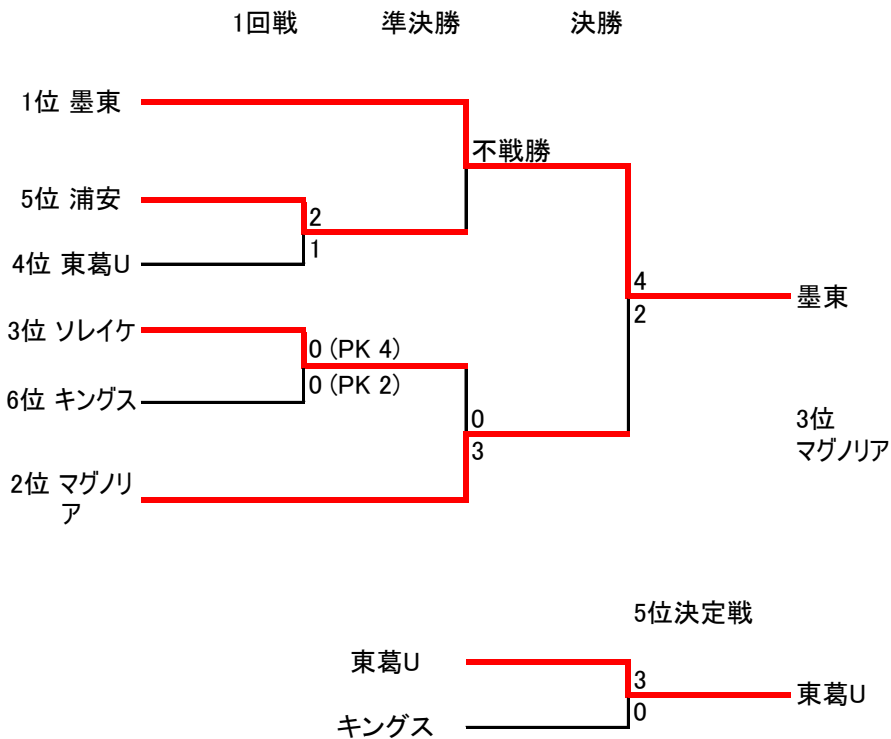 1回戦 準決勝 決勝
1位 墨東
不戦勝
5位 浦安
2
1
4位 東葛U
4
墨東
2
3位 ソレイケ
0 (PK 4)
0 (PK 2)
6位 キングス
0
3
3位
マグノリア
2位 マグノリ
ア
5位決定戦
東葛U
3
東葛U
0
キングス